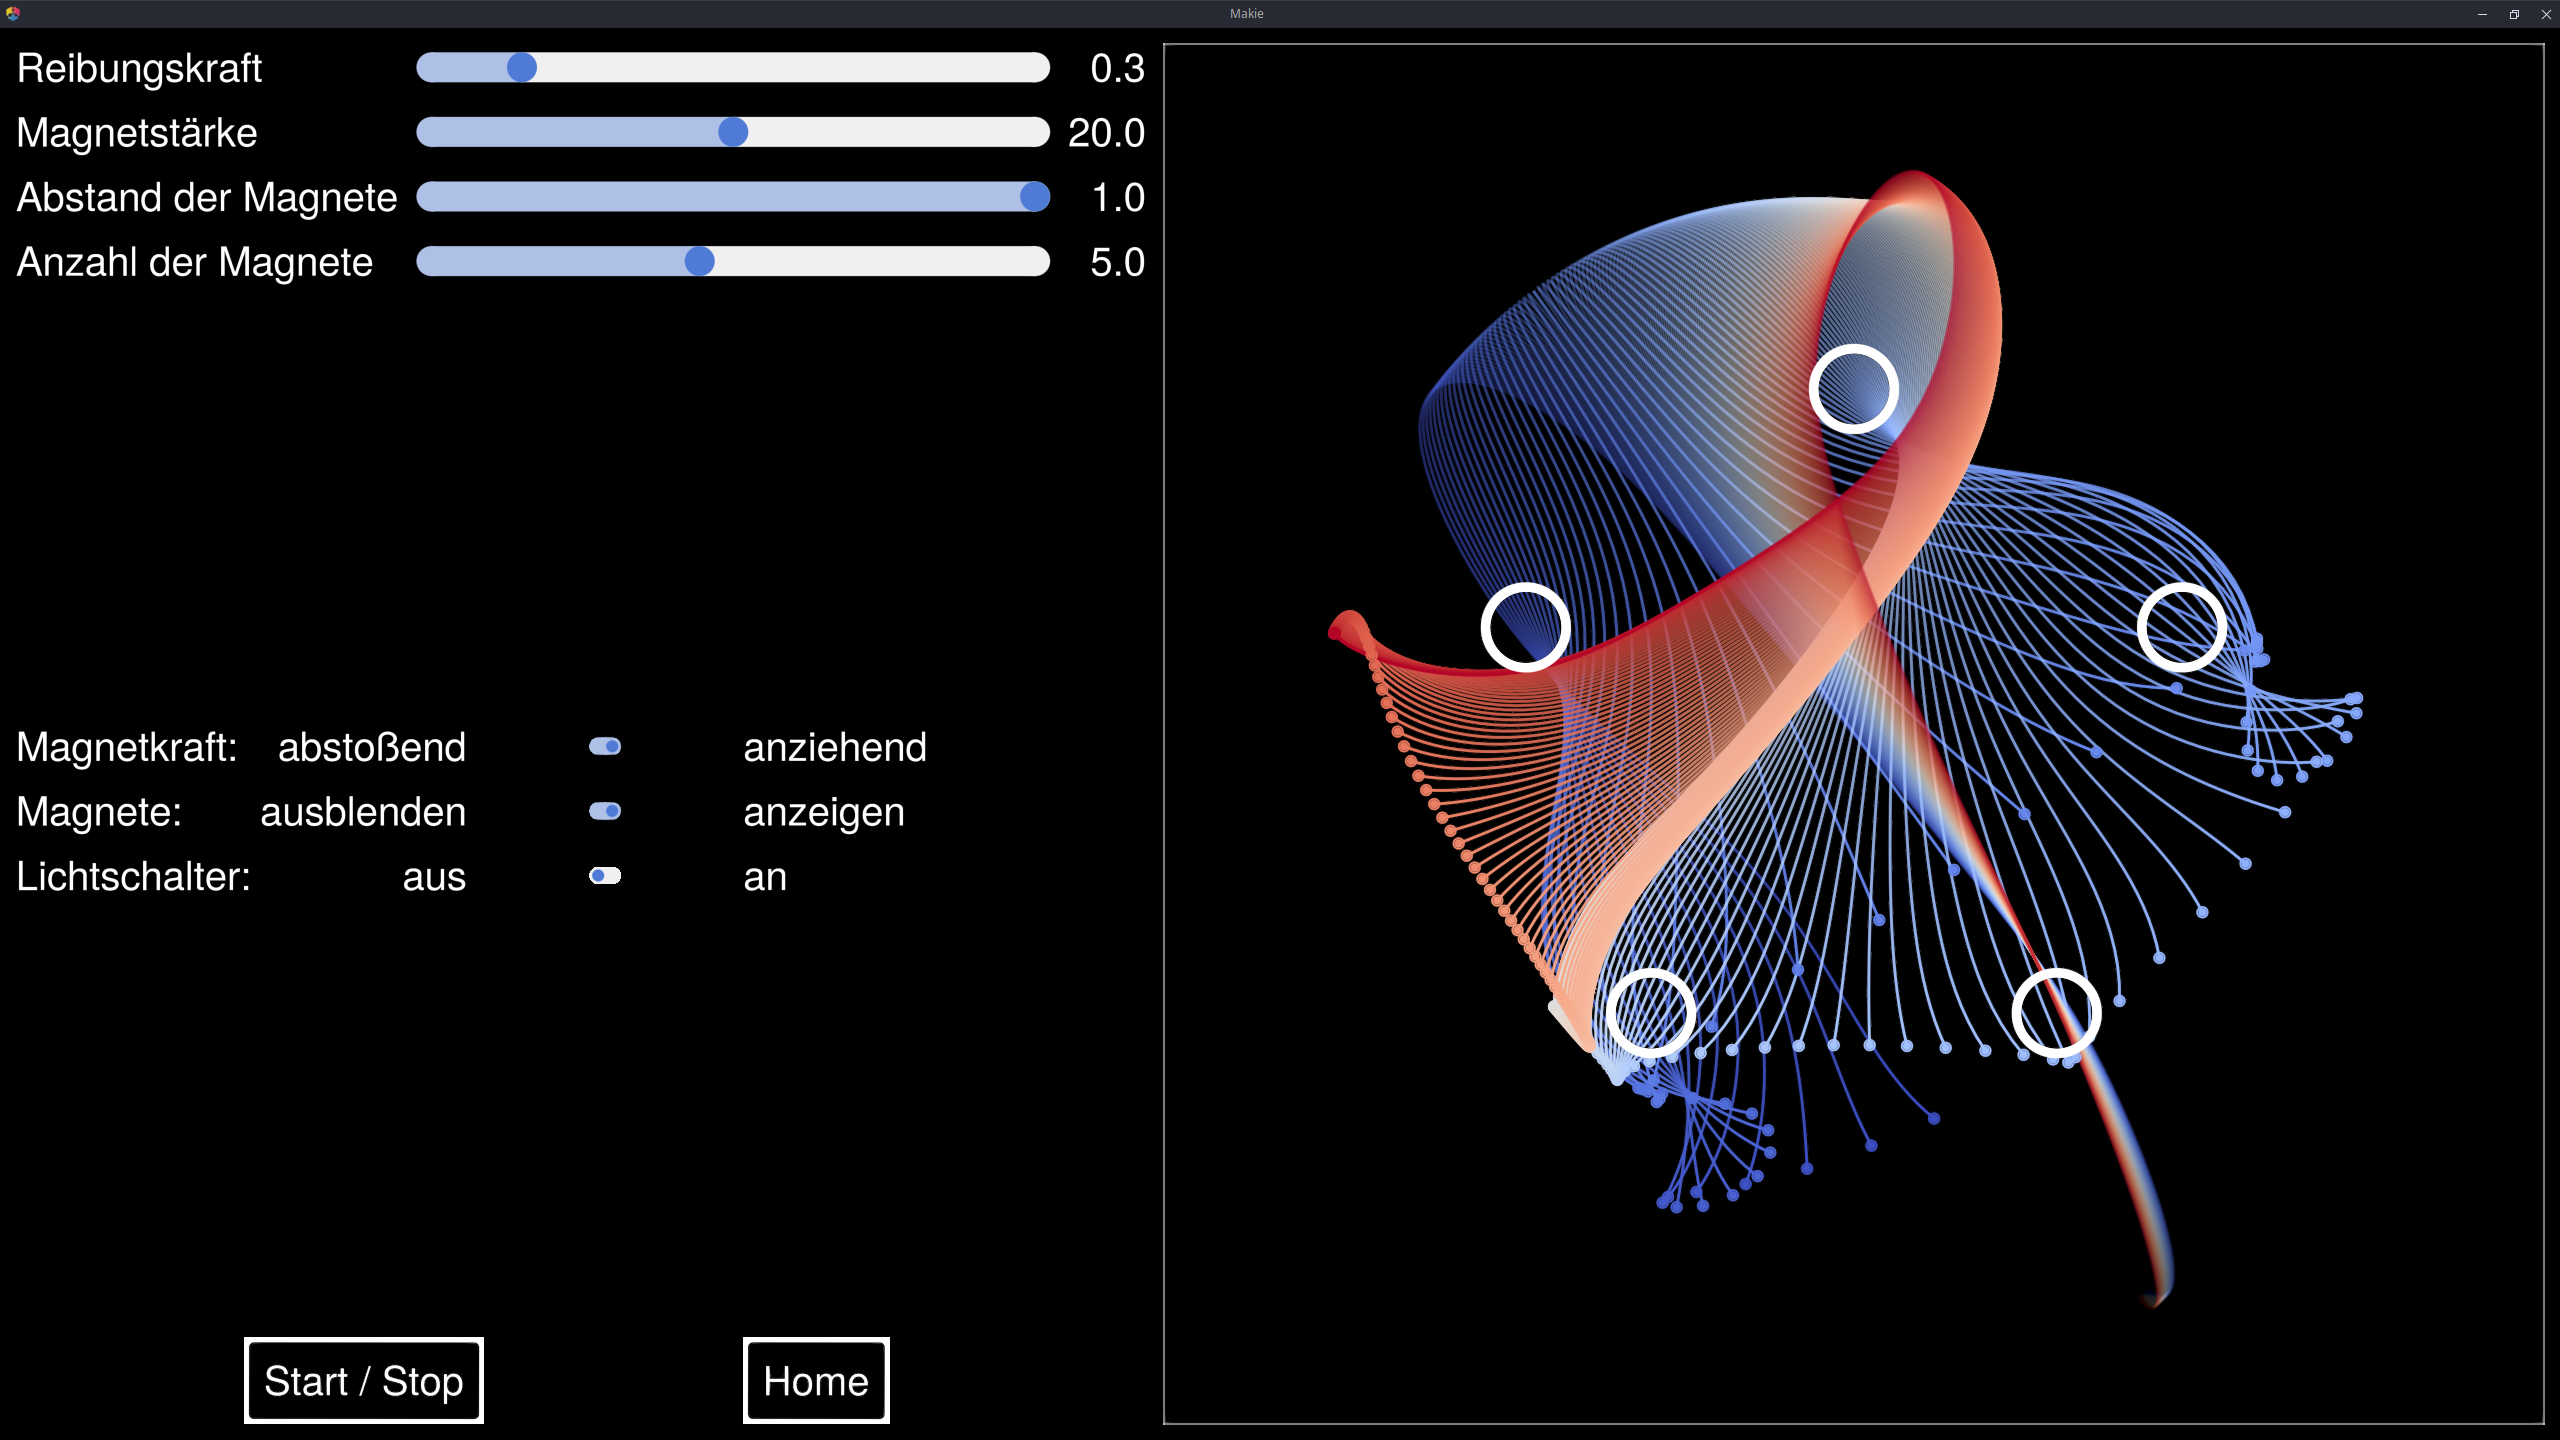 Makie
Reibungskraft 0.3
Magnetstärke 20.0
Abstand der Magnete 1.0
Anzahl der Magnete 5.0
Magnetkraft: abstoßend anziehend
Magnete: ausblenden anzeigen
Lichtschalter: aus an
Start / Stop Home